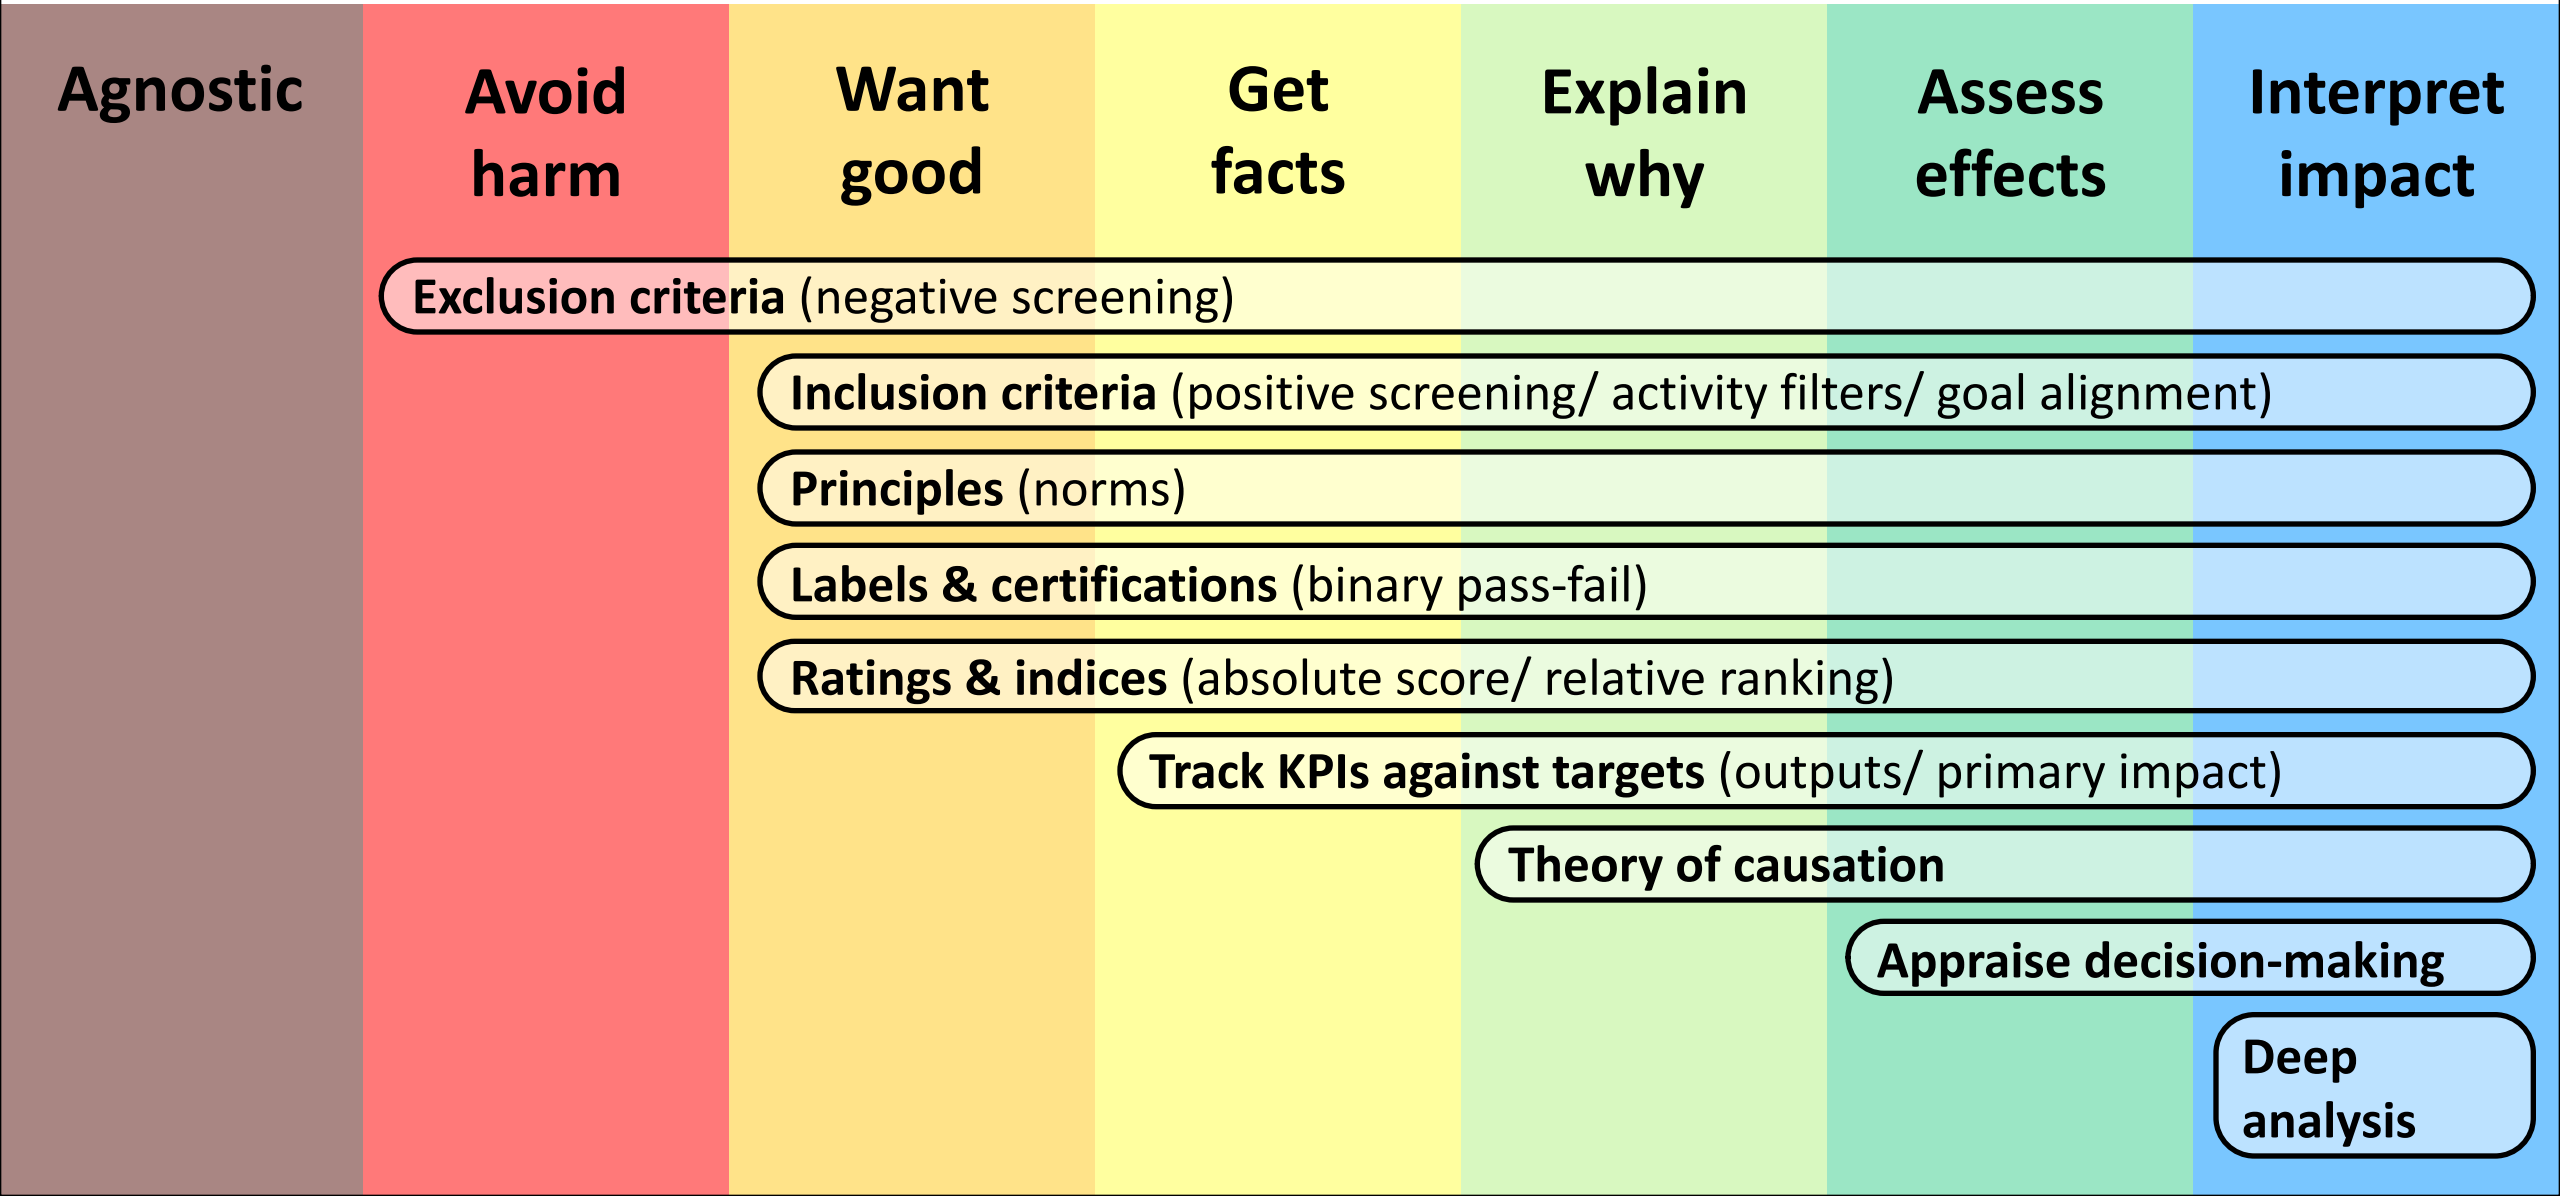 Agnostic
Avoid
harm
Want
good
Get
facts
Explain
why
Assess
effects
Interpret
impact
Exclusion criteria (negative screening)
Inclusion criteria (positive screening/ activity filters/ goal alignment)
Principles (norms)
Labels & certifications (binary pass-fail)
Ratings & indices (absolute score/ relative ranking)
Track KPIs against targets (outputs/ primary impact)
Theory of causation
Appraise decision-making
Deep
analysis